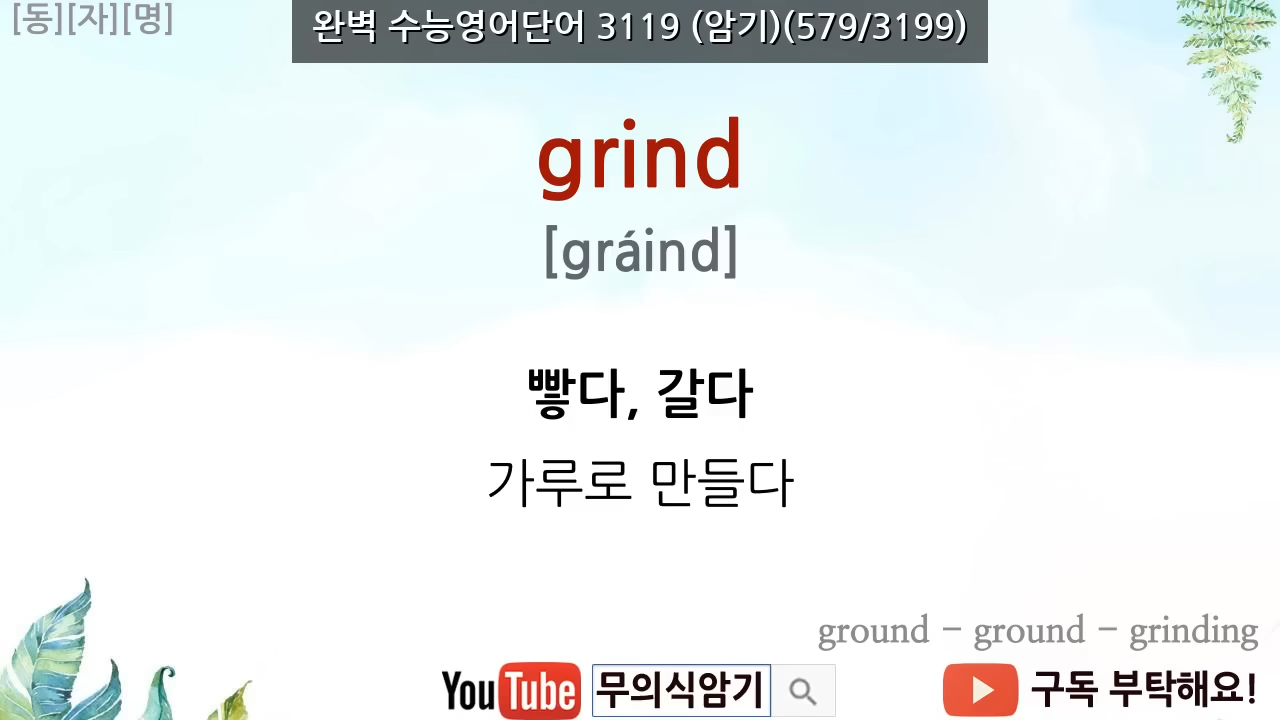 [동][자][명]
완벽 수능영어단어 3119 (암기)(579/3199)
grind
[gráind]
빻다, 갈다
가루로 만들다
ground - ground - grinding
YouTube 무의식암기
구독 부탁해요!